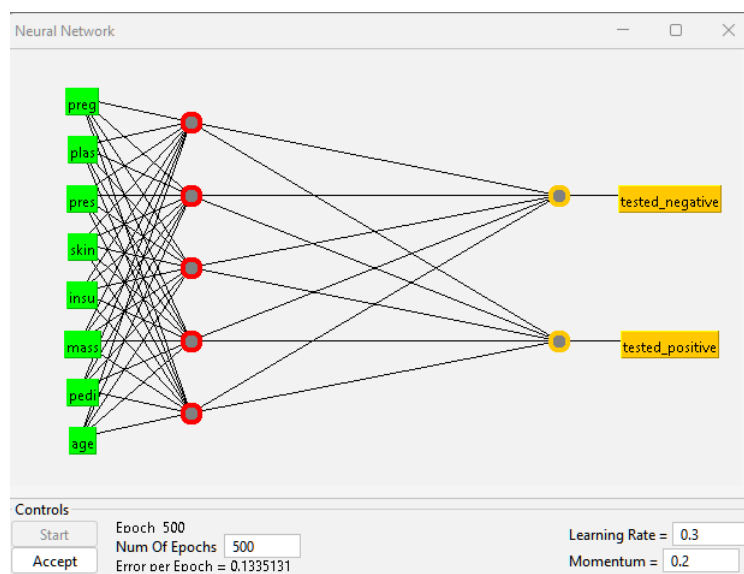 Neural Network
preg
plas
pres
skin
insu
mass
pedi
age
tested_negative
tested_positive
Controls
Start
Accept
Epoch 500
Num Of Epochs 500
Error per Epoch = 0.1335131
Learning Rate = 0.3
Momentum = 0.2